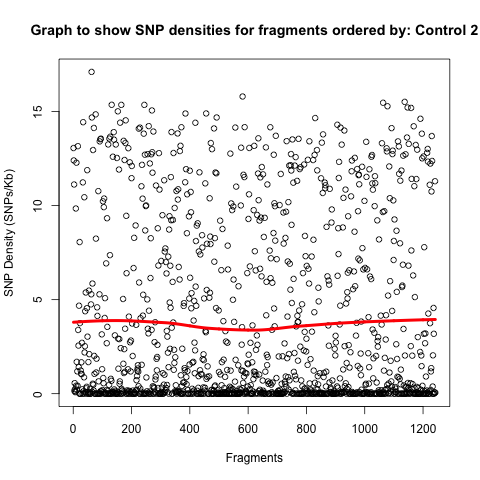 Graph to show SNP densities for fragments ordered by: Control 2
SNP Density (SNPs/Kb)
15
10
5
0
0 200 400 600 800 1000 1200
Fragments